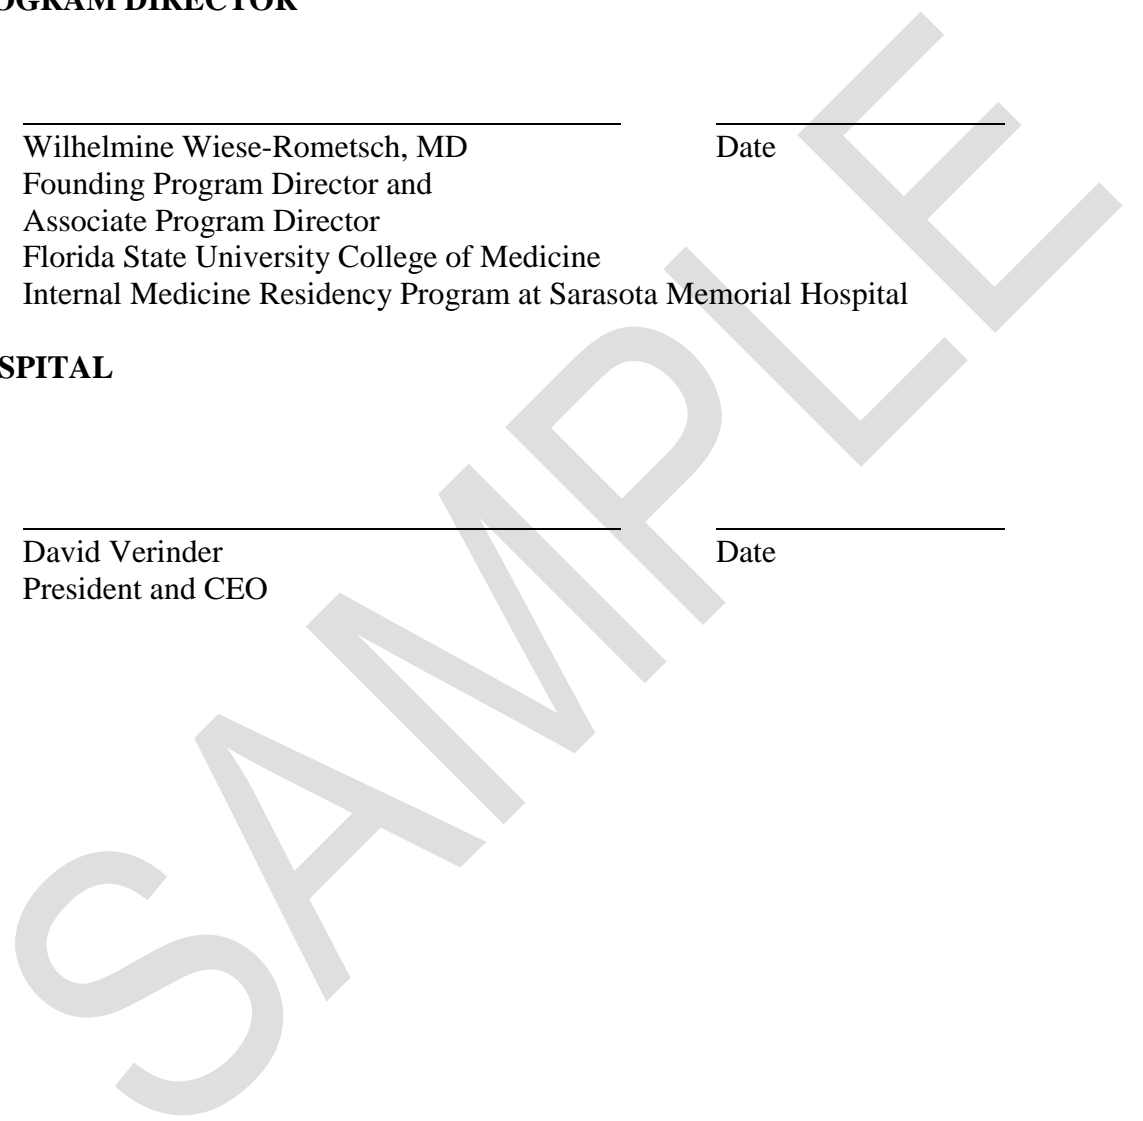 OGRAM DIRECTOR
Wilhelmine Wiese-Rometsch, MD Date
Founding Program Director and
Associate Program Director
Florida State University College of Medicine
Internal Medicine Residency Program at Sarasota Memorial Hospital
SPITAL
David Verinder Date
President and CEO
SAMPLE